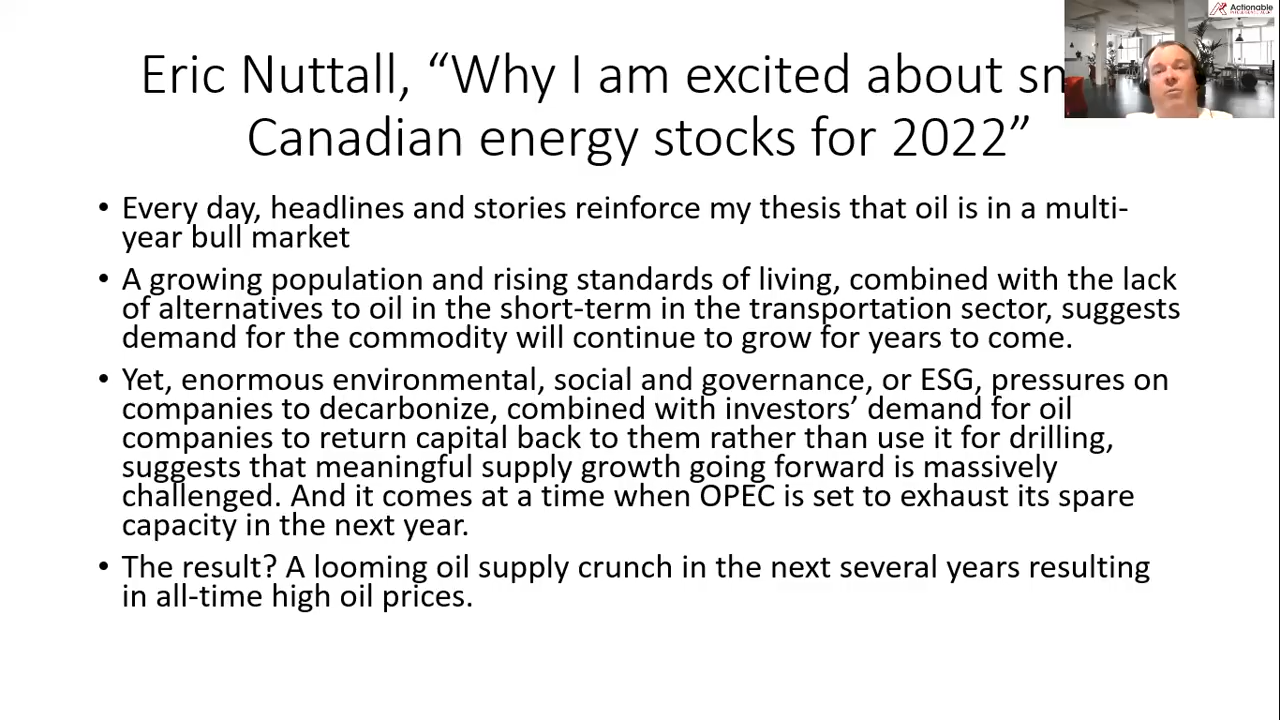 Actionable
Eric Nuttall, “Why I am excited about
Canadian energy stocks for 2022”
• Every day, headlines and stories reinforce my thesis that oil is in a multi-
year bull market
• A growing population and rising standards of living, combined with the lack
of alternatives to oil in the short-term in the transportation sector, suggests
demand for the commodity will continue to grow for years to come.
• Yet, enormous environmental, social and governance, or ESG, pressures on
companies to decarbonize, combined with investors’ demand for oil
companies to return capital back to them rather than use it for drilling,
suggests that meaningful supply growth going forward is massively
challenged. And it comes at a time when OPEC is set to exhaust its spare
capacity in the next year.
• The result? A looming oil supply crunch in the next several years resulting
in all-time high oil prices.